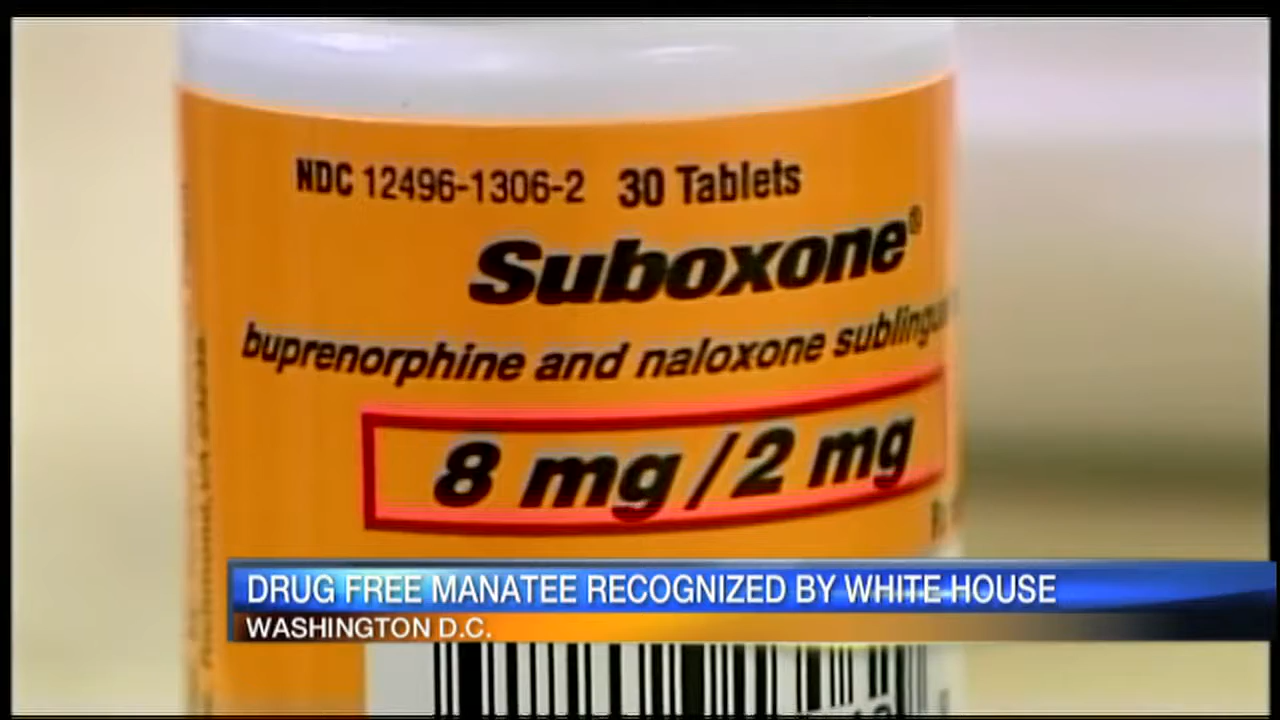 NDC 12496-1306-2 30 Tablets
Suboxone®
buprenorphine and naloxone
8 mg/2 mg
DRUG FREE MANATEE RECOGNIZED BY WHITE HOUSE
WASHINGTON D.C.